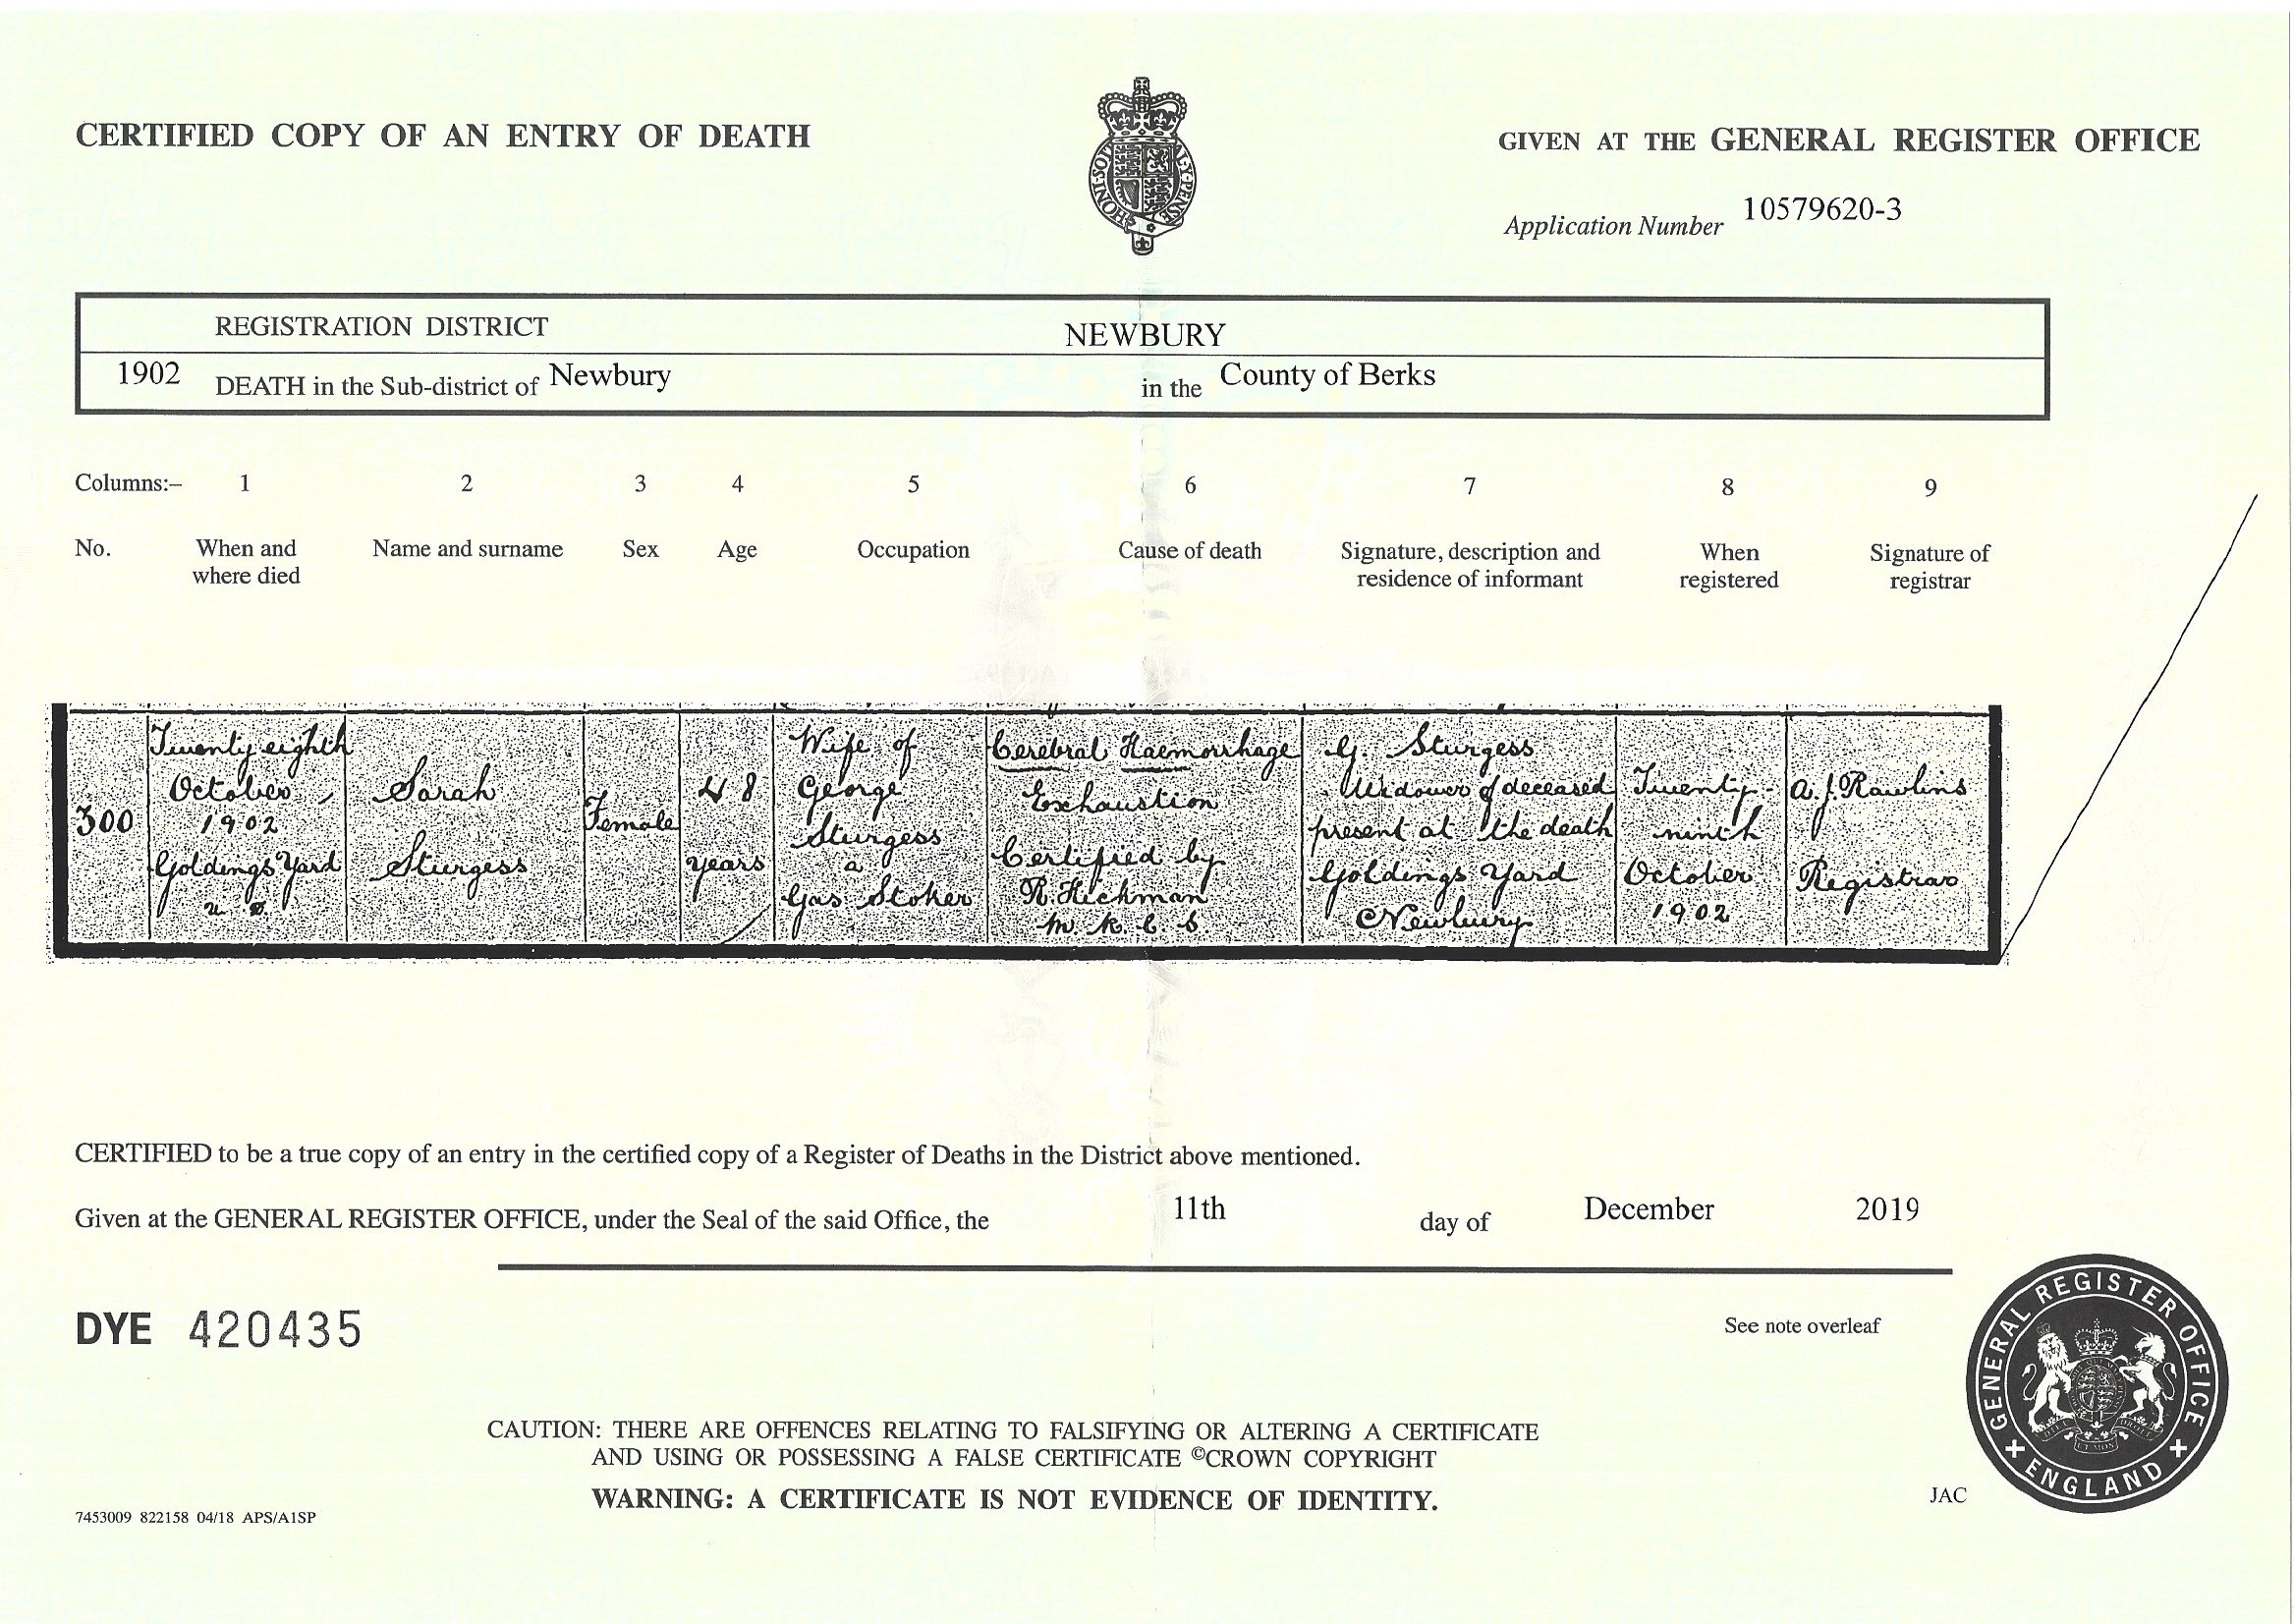 CERTIFIED COPY OF AN ENTRY OF DEATH
GIVEN AT THE GENERAL REGISTER OFFICE
Application Number 10579620-3
REGISTRATION DISTRICT NEWBURY
1902 DEATH in the Sub-district of Newbury in the County of Berks
Columns:– 1 2 3 4 5 6 7 8 9
No. When and where died Name and surname Sex Age Occupation Cause of death Signature, description and residence of informant When registered Signature of registrar
300
Twenty eighth
October
1902
Goldings Yard
Sarah
Sturgess
Female
48
years
Wife of
George
Sturgess
a
Gas Stoker
Cerebral Haemorrhage
Exhaustion
Certified by
R. Hickman
M.R.C.S.
G. Sturgess
Widower of deceased
present at the death
Goldings Yard
Newbury
Twenty-
ninth
October
1902
A.J. Rawlins
Registrar
CERTIFIED to be a true copy of an entry in the certified copy of a Register of Deaths in the District above mentioned.
Given at the GENERAL REGISTER OFFICE, under the Seal of the said Office, the 11th day of December 2019
DYE 420435
See note overleaf
CAUTION: THERE ARE OFFENCES RELATING TO FALSIFYING OR ALTERING A CERTIFICATE
AND USING OR POSSESSING A FALSE CERTIFICATE ©CROWN COPYRIGHT
WARNING: A CERTIFICATE IS NOT EVIDENCE OF IDENTITY.
7453009 822158 04/18 APS/A1SP
JAC
GENERAL REGISTER OFFICE
ENGLAND